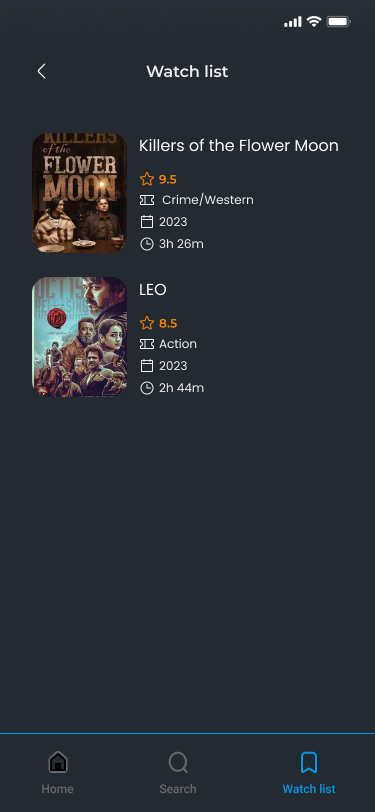 Watch list
KILLERS
of the
FLOWER
MOON
Killers of the Flower Moon
9.5
Crime/Western
2023
3h 26m
LEO
8.5
Action
2023
2h 44m
Home
Search
Watch list